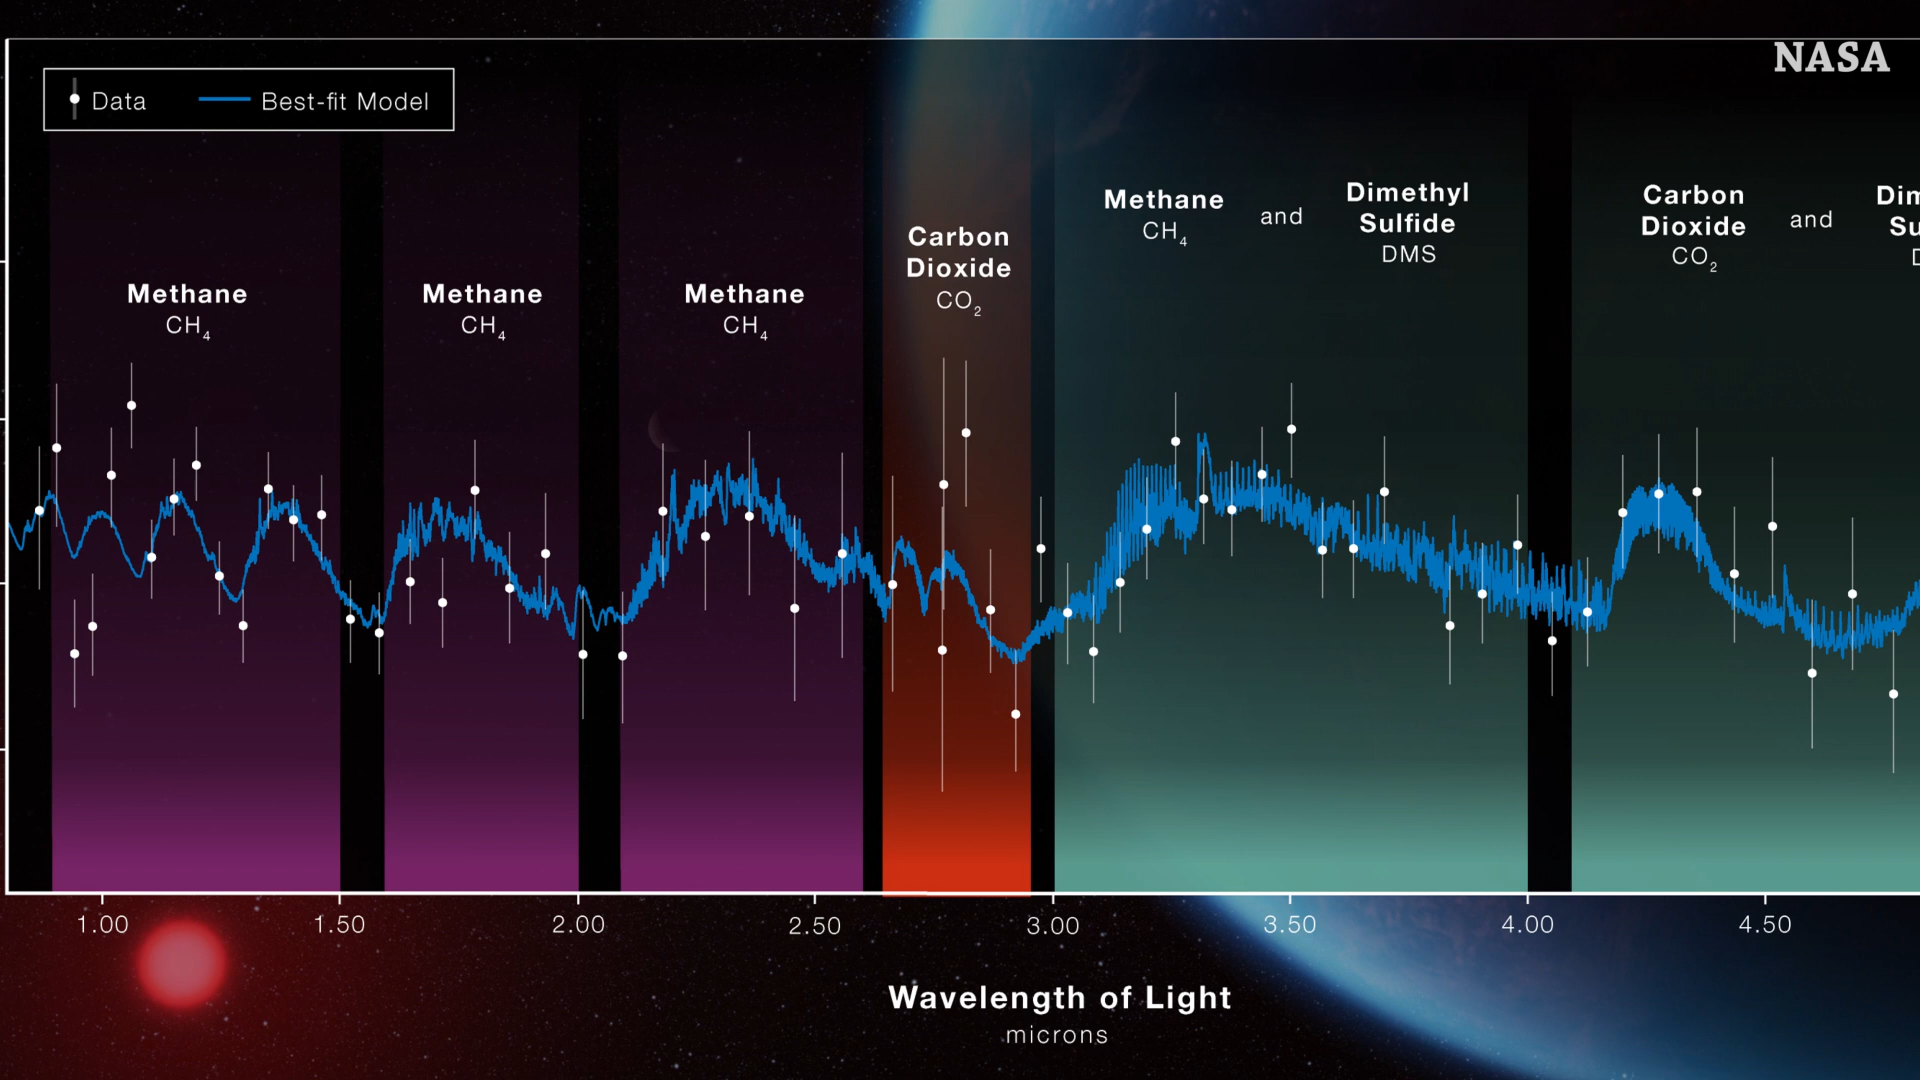 NASA
Data
Best-fit Model
Methane
CH₄
Methane
CH₄
Methane
CH₄
Carbon
Dioxide
CO₂
Methane
CH₄
and
Dimethyl
Sulfide
DMS
Carbon
Dioxide
CO₂
and
1.00 1.50 2.00 2.50 3.00 3.50 4.00 4.50
Wavelength of Light
microns